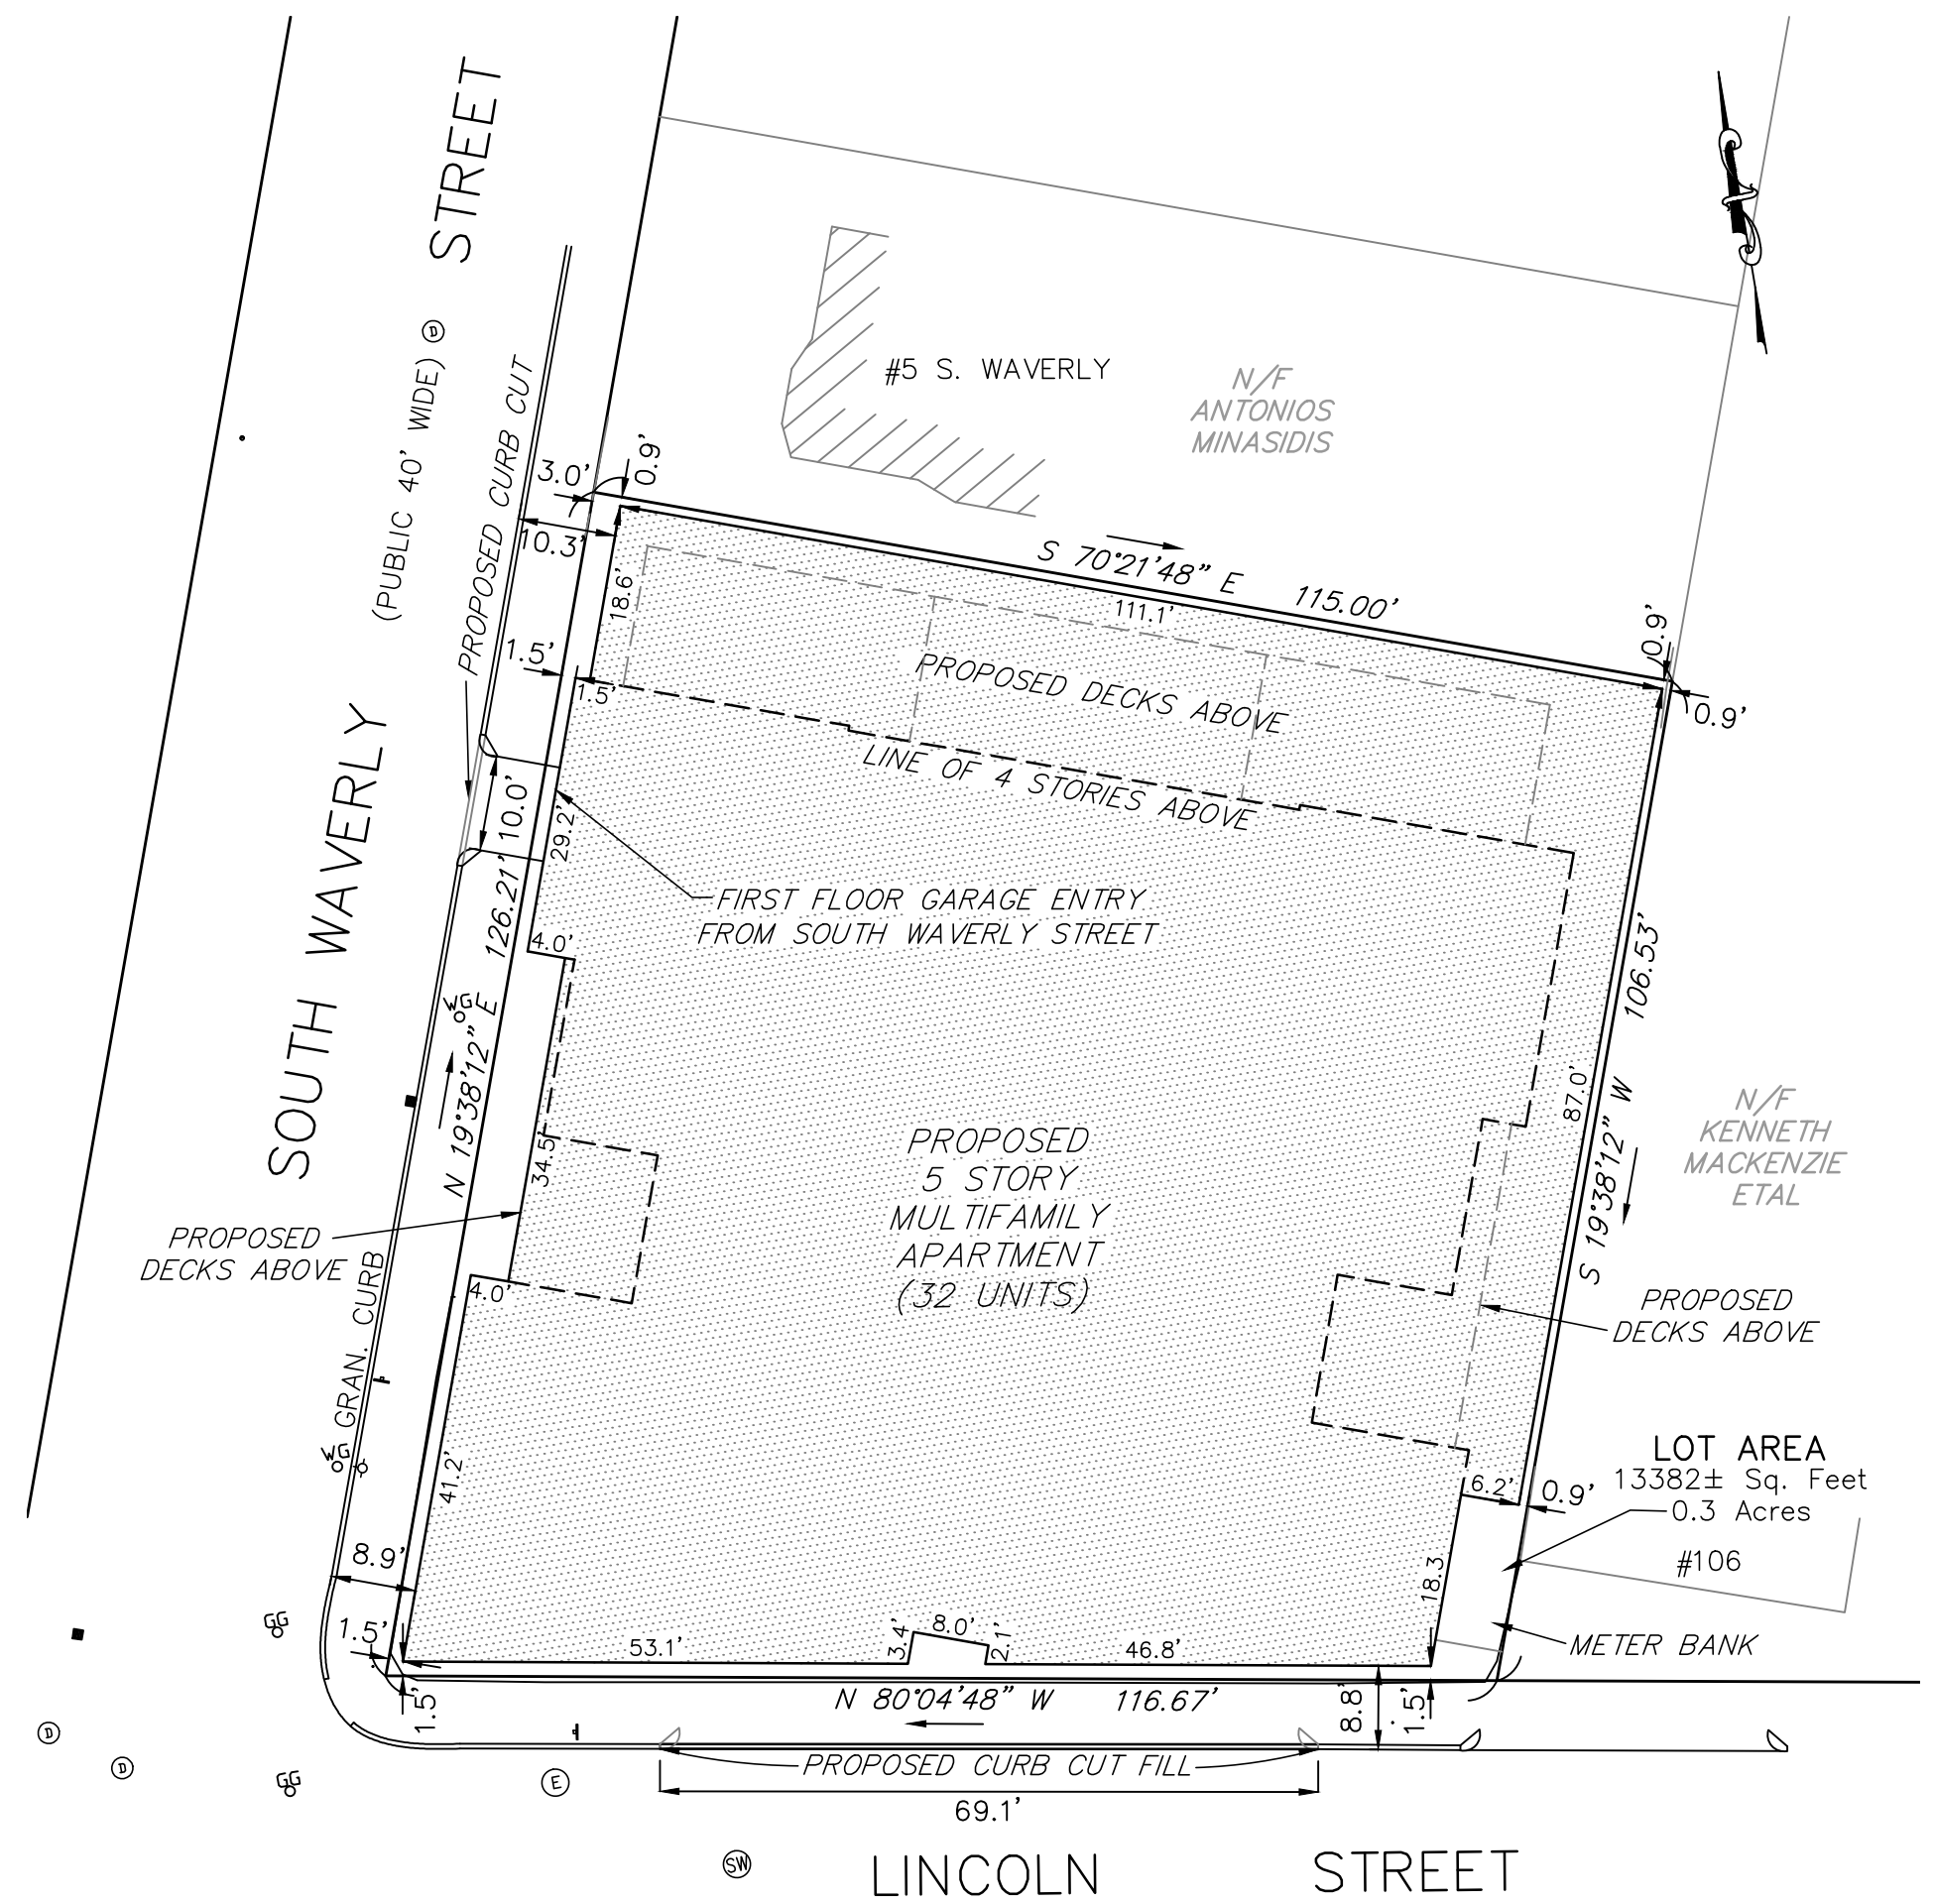 SOUTH WAVERLY STREET
(PUBLIC 40' WIDE)
D
PROPOSED CURB CUT
#5 S. WAVERLY
N/F
ANTONIOS
MINASIDIS
3.0'
0.9'
10.3'
18.6'
S 70°21'48" E 115.00'
111.1'
0.9'
0.9'
1.5'
1.5'
PROPOSED DECKS ABOVE
LINE OF 4 STORIES ABOVE
10.0'
29.2'
FIRST FLOOR GARAGE ENTRY
FROM SOUTH WAVERLY STREET
4.0'
N 19°38'12" E 126.21'
WG
34.5'
PROPOSED
DECKS ABOVE
4.0'
PROPOSED
5 STORY
MULTIFAMILY
APARTMENT
(32 UNITS)
87.0'
106.53'
S 19°38'12" W
N/F
KENNETH
MACKENZIE
ETAL
PROPOSED
DECKS ABOVE
GRAN. CURB
WG
41.2'
LOT AREA
13382± Sq. Feet
0.3 Acres
#106
6.2'
0.9'
18.3
METER BANK
8.9'
1.5'
GG
53.1'
3.4'
8.0'
2.1'
46.8'
1.5'
N 80°04'48" W 116.67'
8.8'
1.5'
D
D
GG
E
PROPOSED CURB CUT FILL
69.1'
SW
LINCOLN STREET